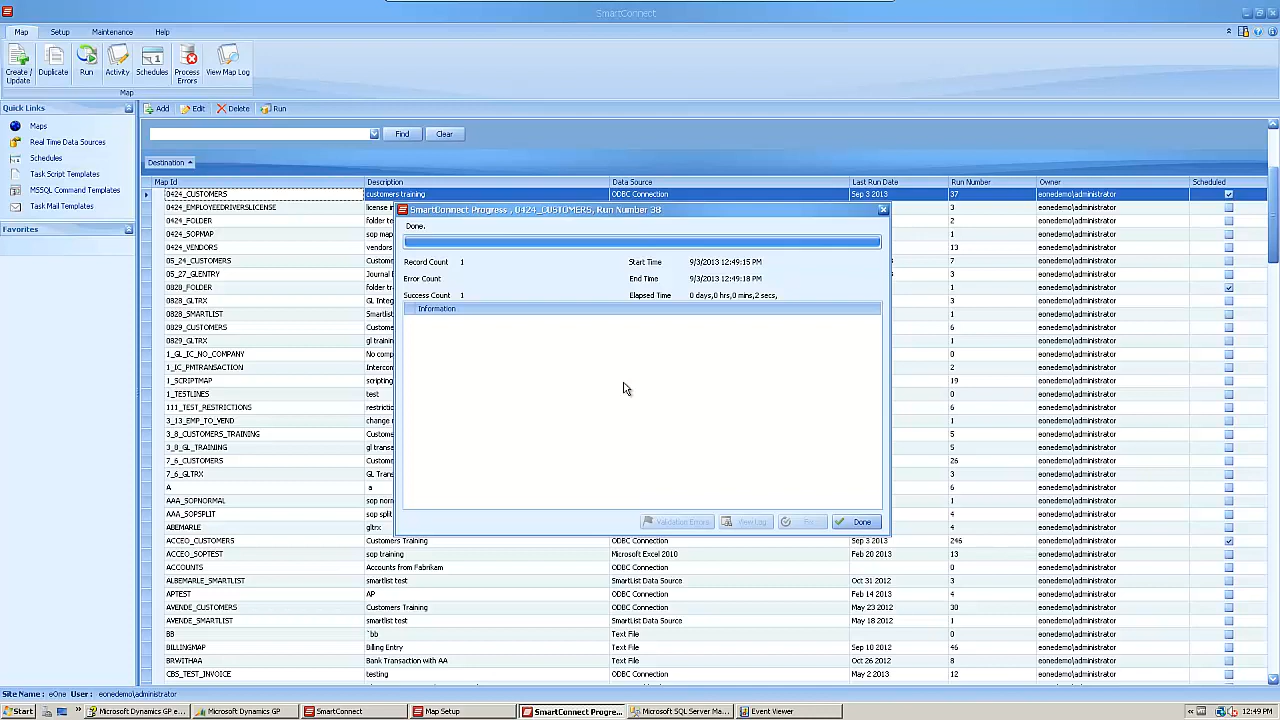 SmartConnect
Map Setup Maintenance Help
Create / Update Duplicate Run Activity Schedules Process Errors View Map Log
Map
Quick Links
Maps
Real Time Data Sources
Schedules
Task Script Templates
MSSQL Command Templates
Task Mail Templates
Favorites
Add Edit Delete Run
Find Clear
Destination
Map Id Description Data Source Last Run Date Run Number Owner Scheduled
0424_CUSTOMERS customers training ODBC Connection Sep 3 2013 37 eonedemo\administrator
SmartConnect Progress , 0424_CUSTOMERS, Run Number 38
Done.
Record Count 1 Start Time 9/3/2013 12:49:15 PM
Error Count End Time 9/3/2013 12:49:18 PM
Success Count 1 Elapsed Time 0 days,0 hrs,0 mins,2 secs,
Information
Validation Errors View Log Done
0424_EMPLOYEEDRIVERSLICENSE license i 3 eonedemo\administrator
0424_FOLDER folder te 2 eonedemo\administrator
0424_SOPMAP sop map 1 eonedemo\administrator
0424_VENDORS vendors 13 eonedemo\administrator
05_24_CUSTOMERS Custome 7 eonedemo\administrator
05_27_GLENTRY Journal E 3 eonedemo\administrator
0828_FOLDER folder tr 1 eonedemo\administrator
0828_GLTRX GL Integ 3 eonedemo\administrator
0828_SMARTLIST Smartlist 1 eonedemo\administrator
0829_CUSTOMERS Custome 6 eonedemo\administrator
0829_GLTRX gl trainin 1 eonedemo\administrator
1_GL_IC_NO_COMPANY No comp 0 eonedemo\administrator
1_IC_PMTRANSACTION Intercom 2 eonedemo\administrator
1_SCRIPTMAP scripting 19 eonedemo\administrator
1_TESTLINES test 0 eonedemo\administrator
111_TEST_RESTRICTIONS restrictio 6 eonedemo\administrator
3_13_EMP_TO_VEND change r 6 eonedemo\administrator
3_8_CUSTOMERS_TRAINING Custome 5 eonedemo\administrator
3_8_GL_TRAINING gl transa 5 eonedemo\administrator
7_6_CUSTOMERS Custome 26 eonedemo\administrator
7_6_GLTRX GL Trans 3 eonedemo\administrator
A a 6 eonedemo\administrator
AAA_SOPNORMAL sop norm 1 eonedemo\administrator
AAA_SOPSPLIT sop split 4 eonedemo\administrator
ABEMARLE gltrx 4 eonedemo\administrator
ACCEO_CUSTOMERS Customers Training ODBC Connection Sep 3 2013 246 eonedemo\administrator
ACCEO_SOPTEST sop training Microsoft Excel 2010 Feb 20 2013 13 eonedemo\administrator
ACCOUNTS Accounts from Fabrikam ODBC Connection 0 eonedemo\administrator
ALBEMARLE_SMARTLIST smartlist test SmartList Data Source Oct 31 2012 3 eonedemo\administrator
APTEST AP ODBC Connection Feb 14 2013 4 eonedemo\administrator
AVENDE_CUSTOMERS Customers Training ODBC Connection May 23 2012 30 eonedemo\administrator
AVENDE_SMARTLIST smartlist test SmartList Data Source May 18 2012 5 eonedemo\administrator
BB `bb Text File 0 eonedemo\administrator
BILLINGMAP Billing Entry Text File Sep 10 2012 46 eonedemo\administrator
BRWITHAA Bank Transaction with AA Text File Oct 26 2012 8 eonedemo\administrator
CBS_TEST_INVOICE testing ODBC Connection May 2 2013 12 eonedemo\administrator
Site Name : eOne User : eonedemo\administrator
Start Microsoft Dynamics GP e... Microsoft Dynamics GP SmartConnect Map Setup SmartConnect Progre... Microsoft SQL Server Ma... Event Viewer 12:49 PM